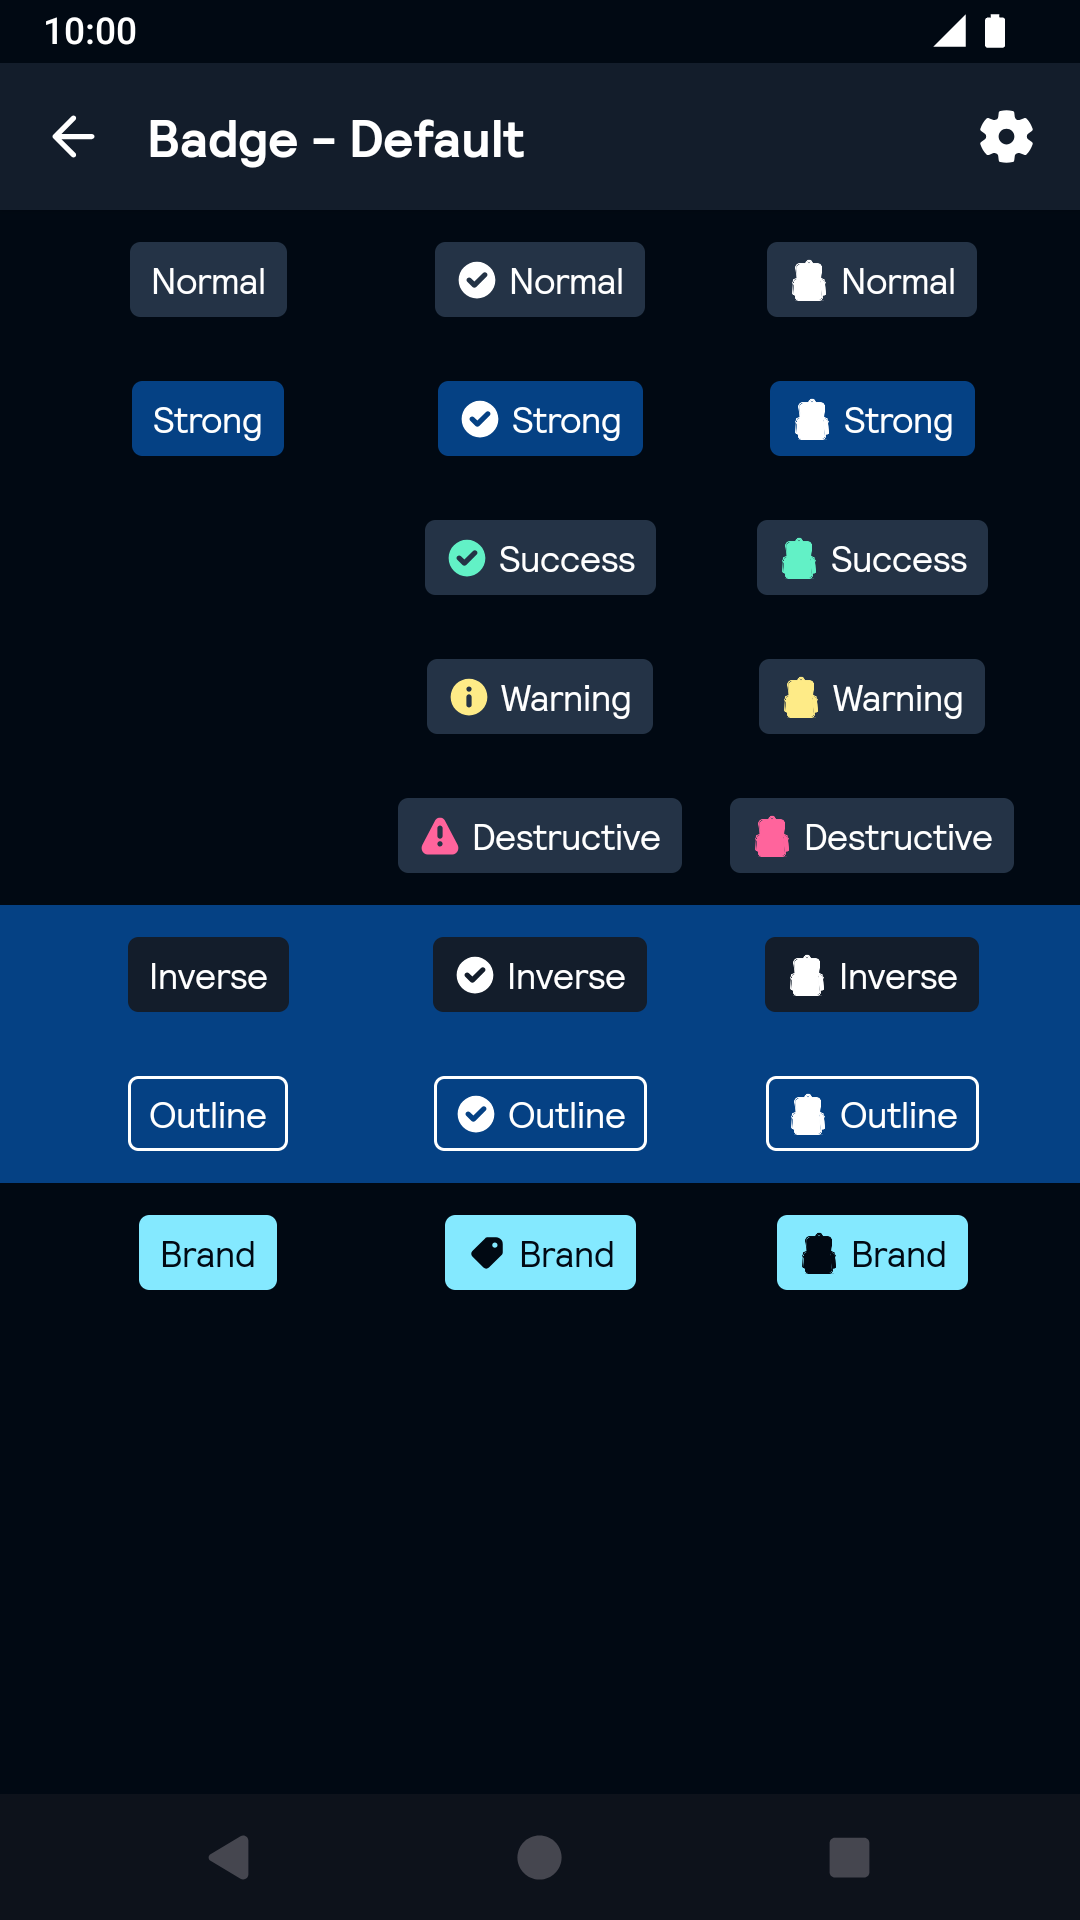 10:00
Badge - Default
Normal Normal Normal
Strong Strong Strong
Success Success
Warning Warning
Destructive Destructive
Inverse Inverse Inverse
Outline Outline Outline
Brand Brand Brand